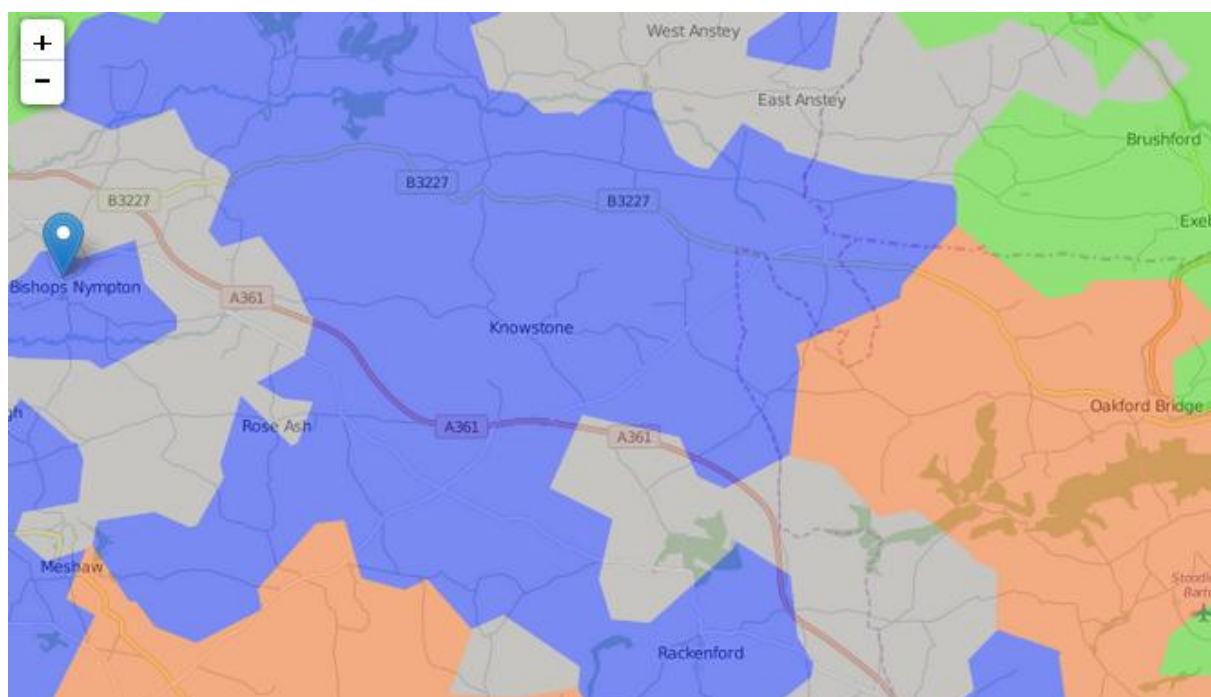 +
West Anstey
−
East Anstey
Brushford
B3227
B3227
B3227
Bishops Nympton
A361
Knowstone
Oakford Bridge
Rose Ash
A361
A361
Meshaw
Rackenford